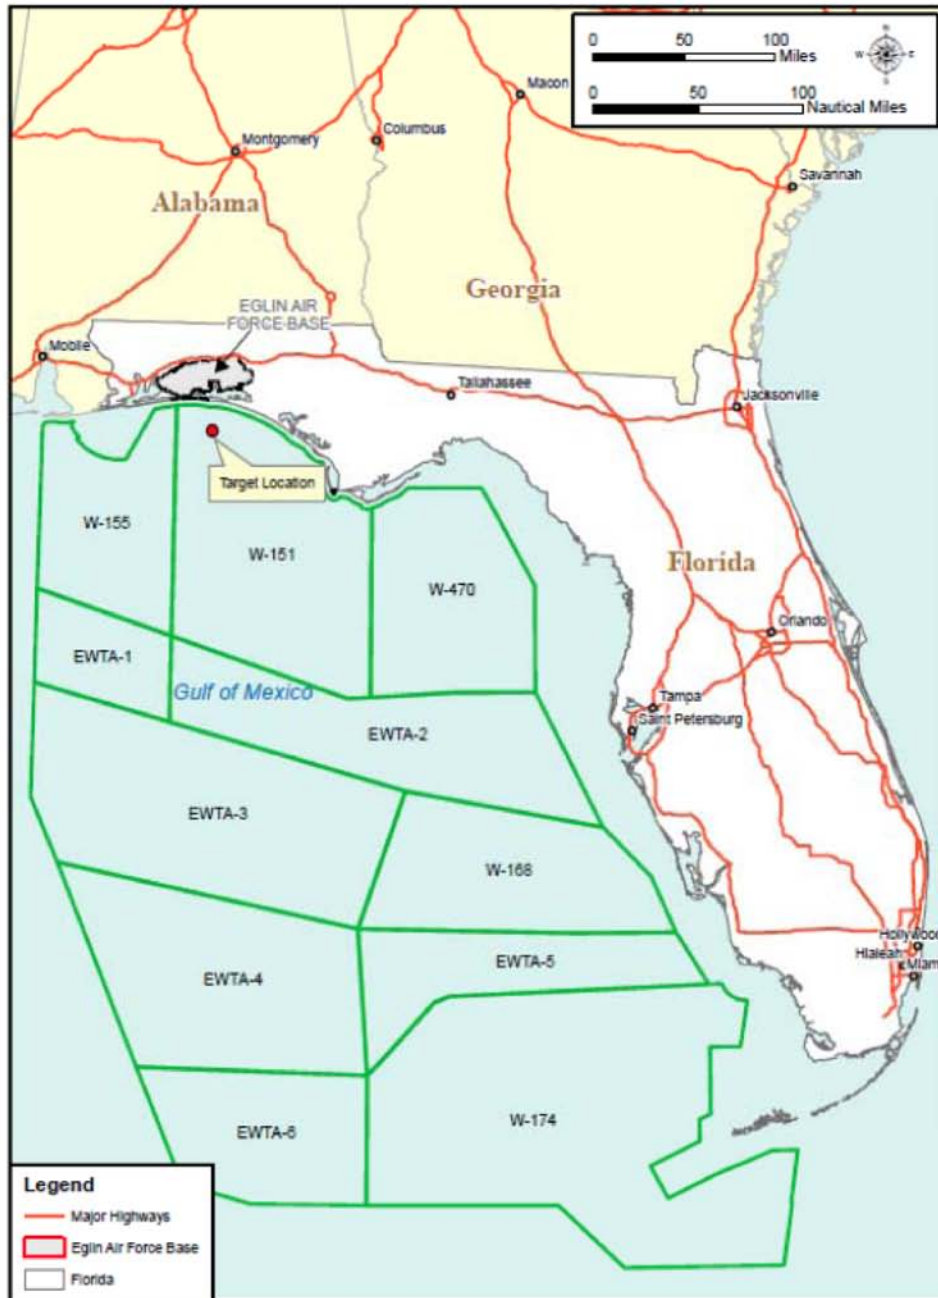 0 50 100
Miles
0 50 100
Nautical Miles
N
W
E
S
Macon
Columbus
Montgomery
Savannah
Alabama
Georgia
EGLIN AIR
FORCE BASE
Mobile
Tallahassee
Jacksonville
Target Location
W-155
W-151
W-470
Florida
Orlando
EWTA-1
Gulf of Mexico
Tampa
Saint Petersburg
EWTA-2
EWTA-3
W-168
Hollywood
Hialeah
Miami
EWTA-5
EWTA-4
W-174
EWTA-6
Legend
Major Highways
Eglin Air Force Base
Florida